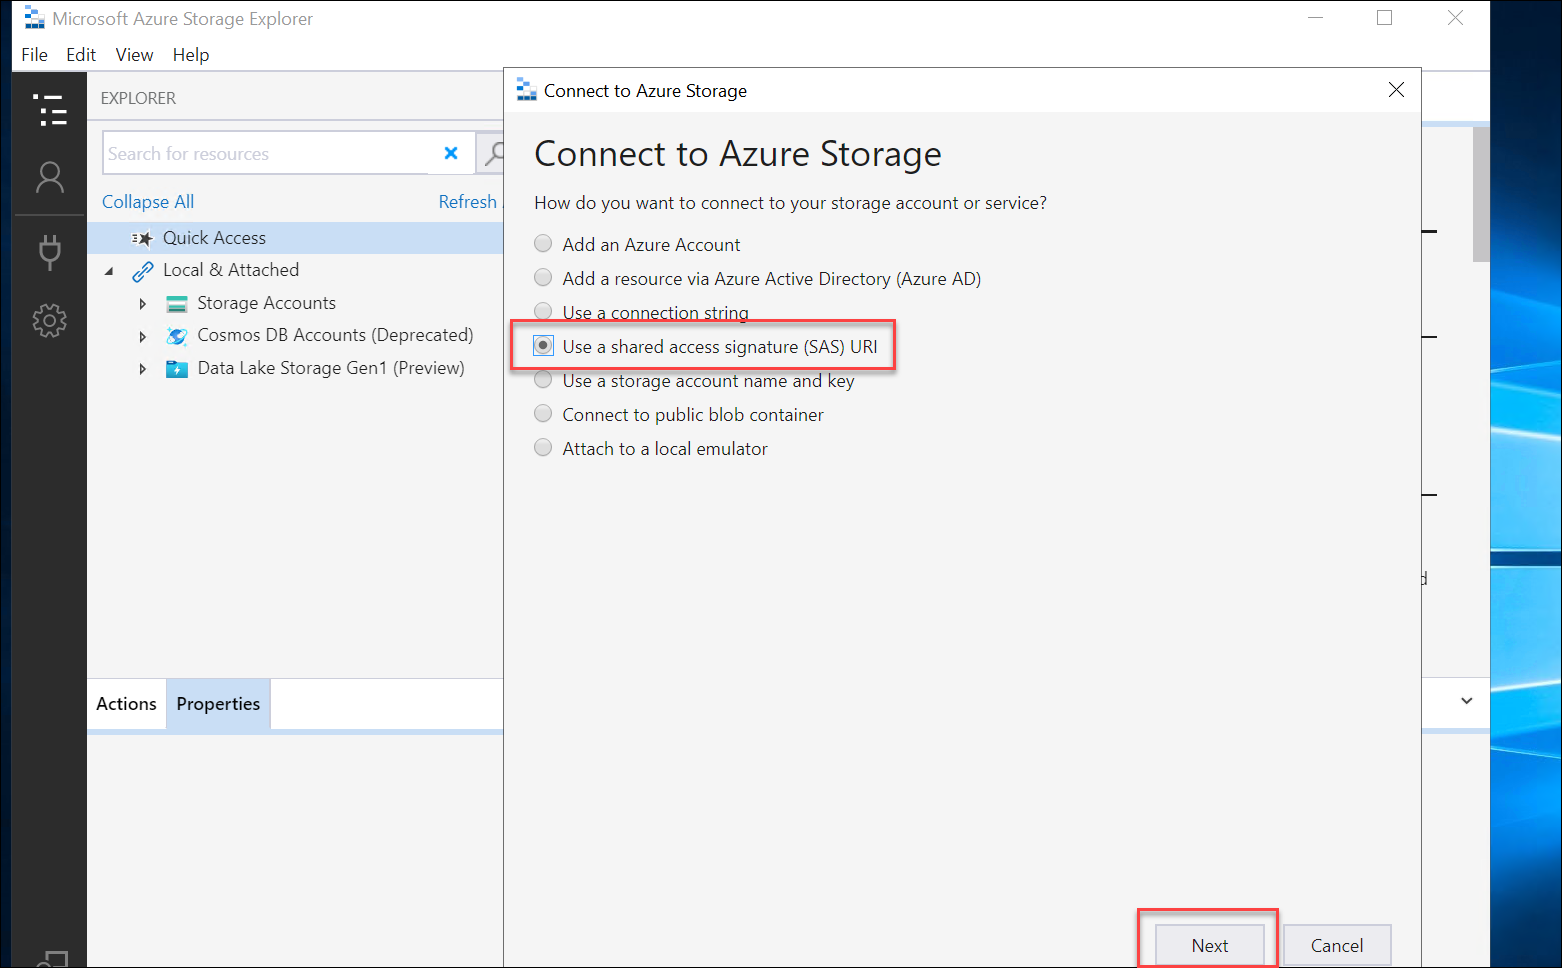 Microsoft Azure Storage Explorer
File Edit View Help
EXPLORER
Search for resources
Collapse All Refresh
Quick Access
Local & Attached
Storage Accounts
Cosmos DB Accounts (Deprecated)
Data Lake Storage Gen1 (Preview)
Actions Properties
Connect to Azure Storage
Connect to Azure Storage
How do you want to connect to your storage account or service?
Add an Azure Account
Add a resource via Azure Active Directory (Azure AD)
Use a connection string
Use a shared access signature (SAS) URI
Use a storage account name and key
Connect to public blob container
Attach to a local emulator
Next Cancel